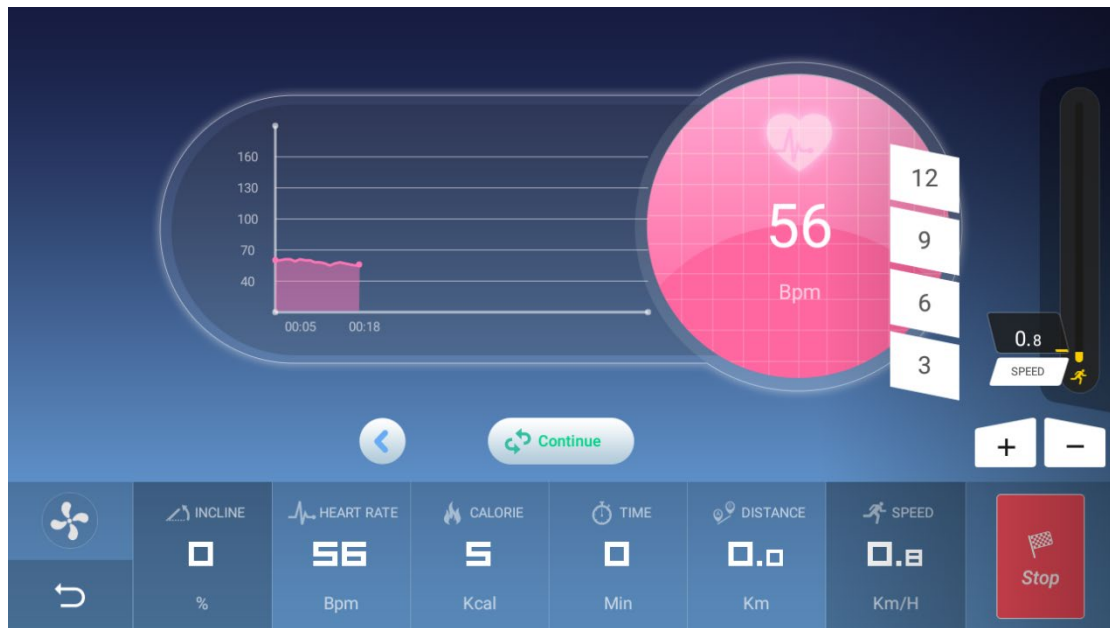 160
130
100
70
40
00:05 00:18
56
Bpm
12
9
6
3
0.8
SPEED
+ −
Continue
INCLINE
0
%
HEART RATE
56
Bpm
CALORIE
5
Kcal
TIME
0
Min
DISTANCE
0.0
Km
SPEED
0.8
Km/H
Stop